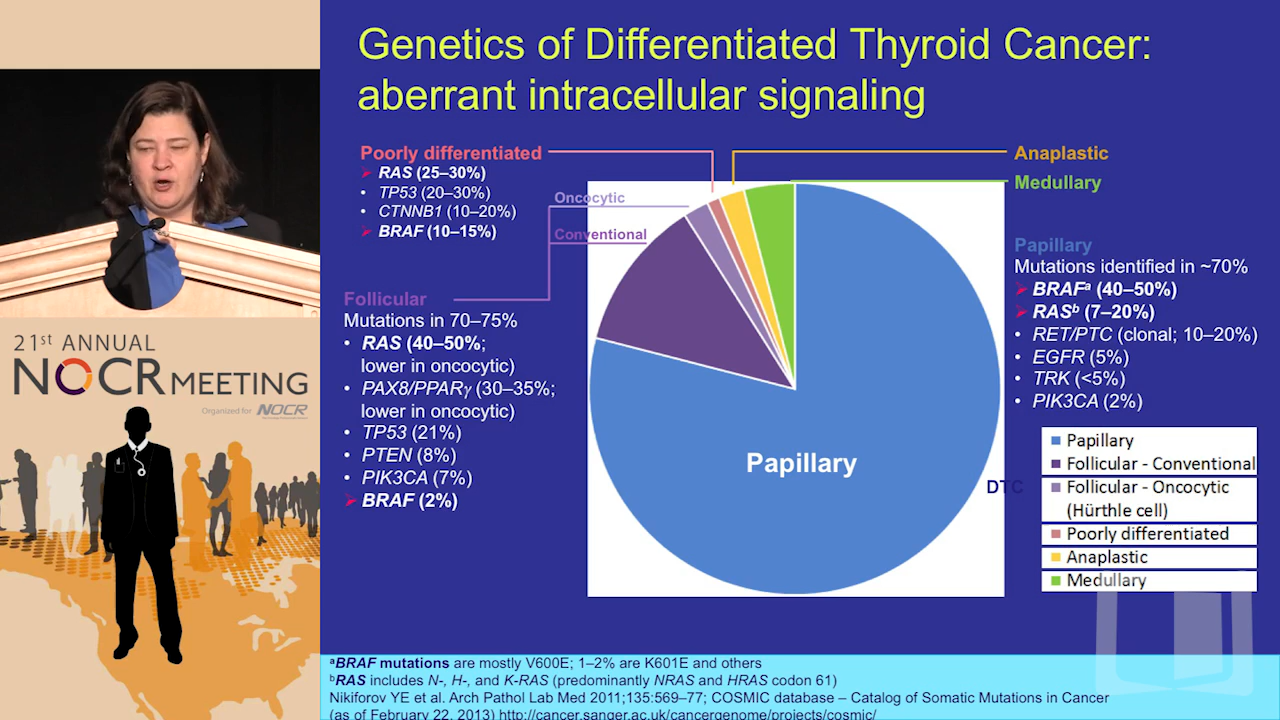 Genetics of Differentiated Thyroid Cancer:
aberrant intracellular signaling
Poorly differentiated
➤ RAS (25–30%)
• TP53 (20–30%)
• CTNNB1 (10–20%)
➤ BRAF (10–15%)
Oncocytic
Conventional
Follicular
Mutations in 70–75%
• RAS (40–50%;
lower in oncocytic)
• PAX8/PPARγ (30–35%;
lower in oncocytic)
• TP53 (21%)
• PTEN (8%)
• PIK3CA (7%)
➤ BRAF (2%)
Anaplastic
Medullary
Papillary
Mutations identified in ~70%
➤ BRAFᵃ (40–50%)
➤ RASᵇ (7–20%)
• RET/PTC (clonal; 10–20%)
• EGFR (5%)
• TRK (<5%)
• PIK3CA (2%)
Papillary
DTC
Papillary
Follicular - Conventional
Follicular - Oncocytic
(Hürthle cell)
Poorly differentiated
Anaplastic
Medullary
21st ANNUAL
NOCR MEETING
Organized for NOCR
ᵃBRAF mutations are mostly V600E; 1–2% are K601E and others
ᵇRAS includes N-, H-, and K-RAS (predominantly NRAS and HRAS codon 61)
Nikiforov YE et al. Arch Pathol Lab Med 2011;135:569–77; COSMIC database – Catalog of Somatic Mutations in Cancer
(as of February 22, 2013) http://cancer.sanger.ac.uk/cancergenome/projects/cosmic/